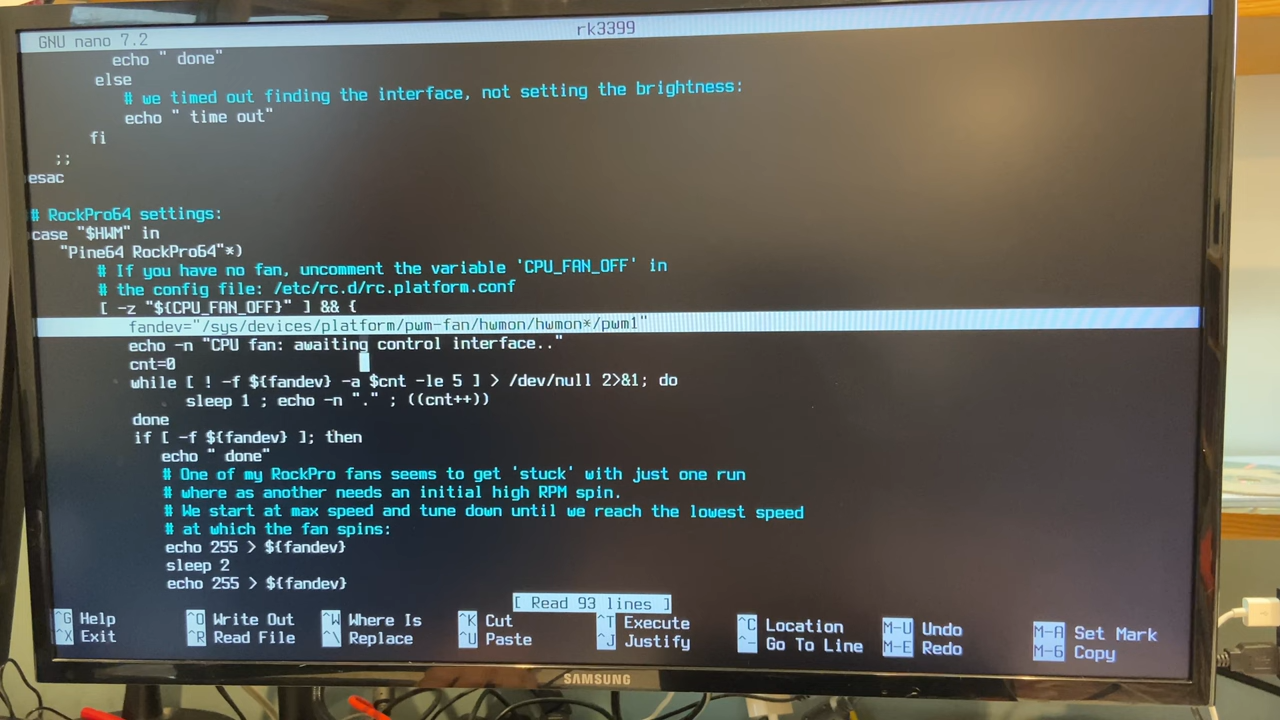 GNU nano 7.2
rk3399
echo " done"
else
# we timed out finding the interface, not setting the brightness:
echo " time out"
fi
;;
esac
# RockPro64 settings:
case "$HWM" in
"Pine64 RockPro64"*)
# If you have no fan, uncomment the variable 'CPU_FAN_OFF' in
# the config file: /etc/rc.d/rc.platform.conf
[ -z "${CPU_FAN_OFF}" ] && {
fandev="/sys/devices/platform/pwm-fan/hwmon/hwmon*/pwm1"
echo -n "CPU fan: awaiting control interface.."
cnt=0
while [ ! -f ${fandev} -a $cnt -le 5 ] > /dev/null 2>&1; do
sleep 1 ; echo -n "." ; ((cnt++))
done
if [ -f ${fandev} ]; then
echo " done"
# One of my RockPro fans seems to get 'stuck' with just one run
# where as another needs an initial high RPM spin.
# We start at max speed and tune down until we reach the lowest speed
# at which the fan spins:
echo 255 > ${fandev}
sleep 2
echo 255 > ${fandev}
[ Read 93 lines ]
^G Help ^O Write Out ^W Where Is ^K Cut ^T Execute ^C Location M-U Undo M-A Set Mark
^X Exit ^R Read File ^\ Replace ^U Paste ^J Justify ^_ Go To Line M-E Redo M-6 Copy
SAMSUNG